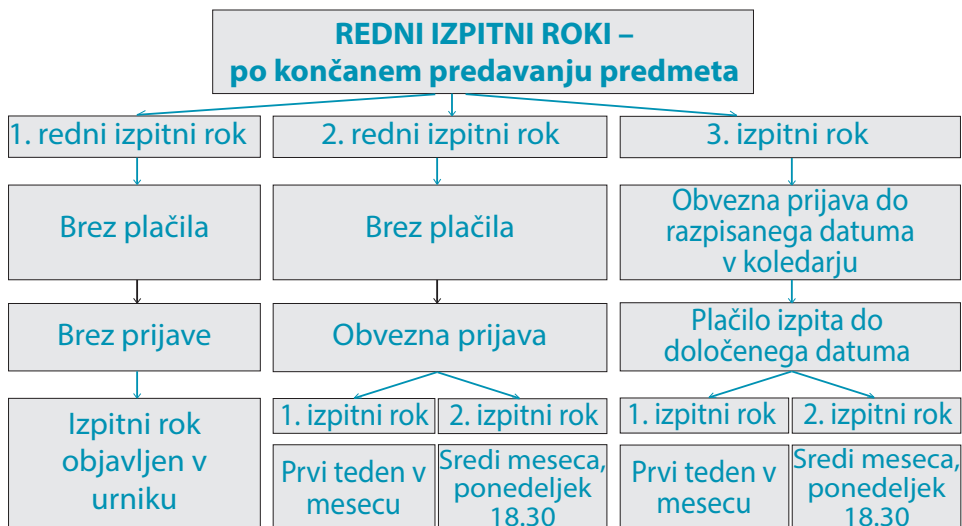 REDNI IZPITNI ROKI –
po končanem predavanju predmeta
1. redni izpitni rok
2. redni izpitni rok
3. izpitni rok
Brez plačila
Brez plačila
Obvezna prijava do
razpisanega datuma
v koledarju
Brez prijave
Obvezna prijava
Plačilo izpita do
določenega datuma
Izpitni rok
objavljen v
urniku
1. izpitni rok
2. izpitni rok
1. izpitni rok
2. izpitni rok
Prvi teden v
mesecu
Sredi meseca,
ponedeljek
18.30
Prvi teden v
mesecu
Sredi meseca,
ponedeljek
18.30